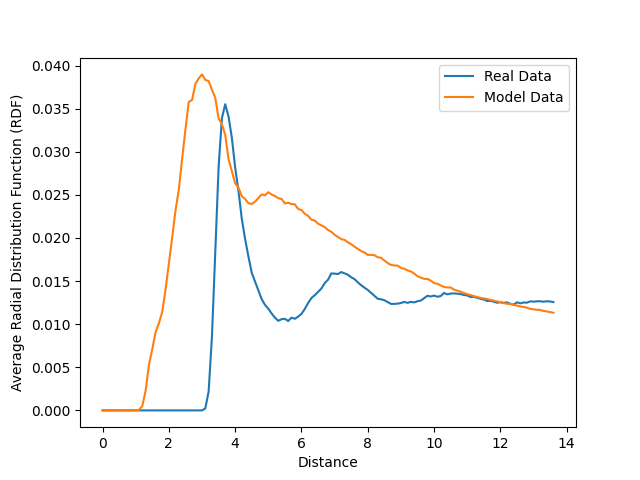 Average Radial Distribution Function (RDF)
0.040
0.035
0.030
0.025
0.020
0.015
0.010
0.005
0.000
Real Data
Model Data
0 2 4 6 8 10 12 14
Distance